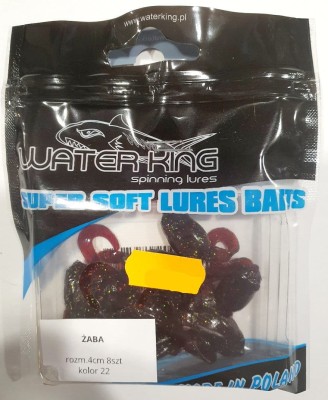 www.waterking.pl
WATER-KING
spinning lures
SUPER SOFT LURES BAITS
ŻABA
rozm.4cm 8szt.
kolor 22
MADE IN POLAND